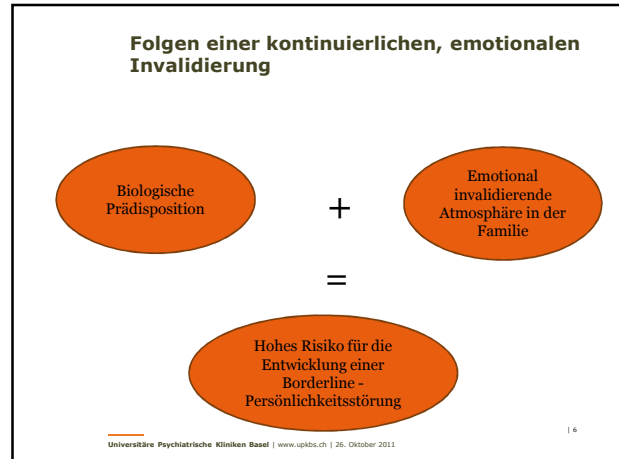 Folgen einer kontinuierlichen, emotionalen
Invalidierung
Biologische
Prädisposition
+
Emotional
invalidierende
Atmosphäre in der
Familie
=
Hohes Risiko für die
Entwicklung einer
Borderline -
Persönlichkeitsstörung
| 6
Universitäre Psychiatrische Kliniken Basel | www.upkbs.ch | 26. Oktober 2011